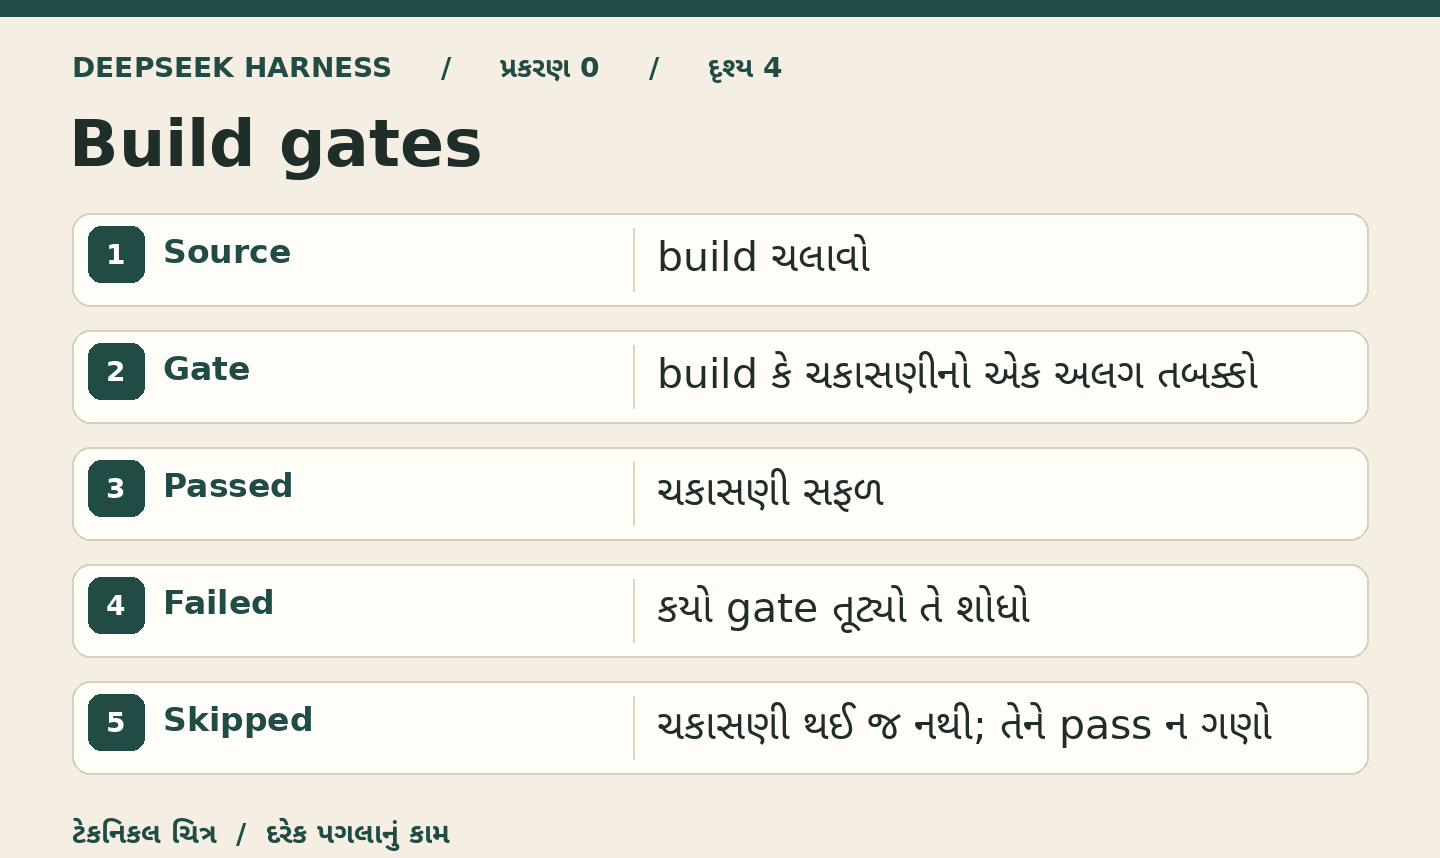 DEEPSEEK HARNESS / પ્રકરણ 0 / દૃશ્ય 4
Build gates
1 Source build ચલાવો
2 Gate build કે ચકાસણીનો એક અલગ તબક્કો
3 Passed ચકાસણી સફળ
4 Failed કયો gate તૂટ્યો તે શોધો
5 Skipped ચકાસણી થઈ જ નથી; તેને pass ન ગણો
ટેકનિકલ ચિત્ર / દરેક પગલાનું કામ